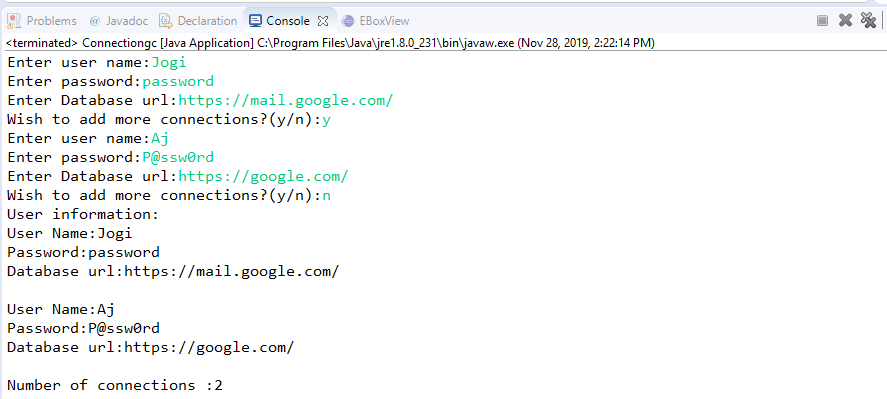 Problems @ Javadoc Declaration Console EBoxView
<terminated> Connectiongc [Java Application] C:\Program Files\Java\jre1.8.0_231\bin\javaw.exe (Nov 28, 2019, 2:22:14 PM)
Enter user name:Jogi
Enter password:password
Enter Database url:https://mail.google.com/
Wish to add more connections?(y/n):y
Enter user name:Aj
Enter password:P@ssw0rd
Enter Database url:https://google.com/
Wish to add more connections?(y/n):n
User information:
User Name:Jogi
Password:password
Database url:https://mail.google.com/
User Name:Aj
Password:P@ssw0rd
Database url:https://google.com/
Number of connections :2